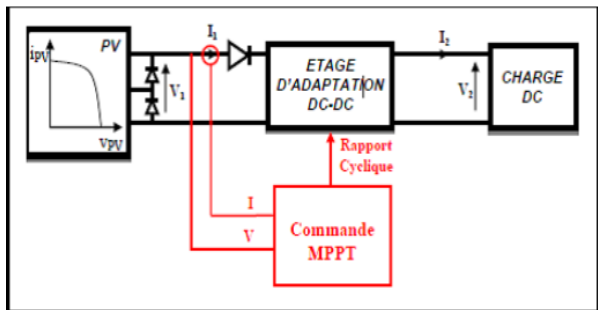 PV
iPV
VPV
V1
I1
ETAGE
D'ADAPTATION
DC-DC
I2
V2
CHARGE
DC
Rapport
Cyclique
I
V
Commande
MPPT